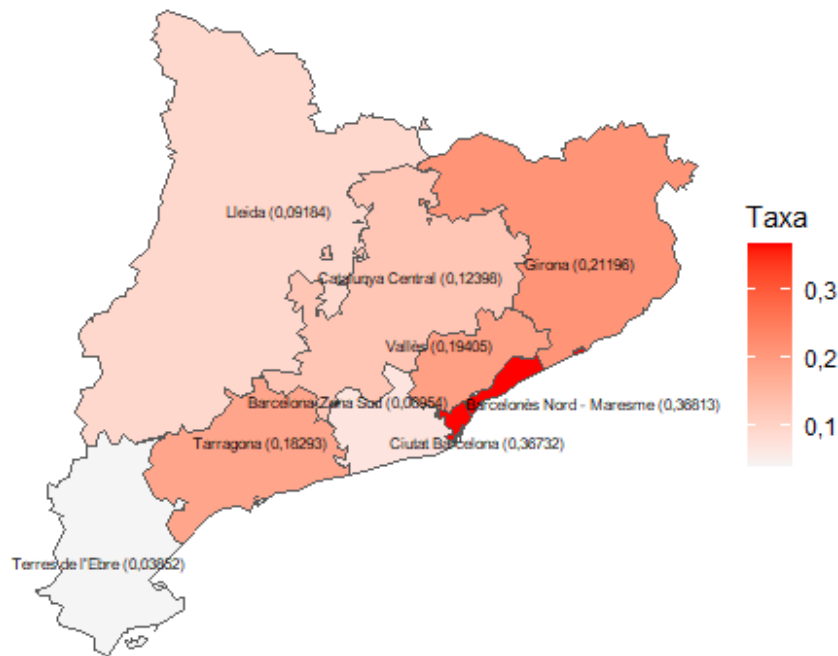 Lleida (0,09184)
Taxa
Girona (0,21196)
Catalunya Central (0,12398)
0,3
Vallès (0,19405)
0,2
Barcelona Zona Sud (0,06954)
Barcelonès Nord - Maresme (0,36813)
0,1
Tarragona (0,18293)
Ciutat Barcelona (0,36732)
Terres de l'Ebre (0,03852)